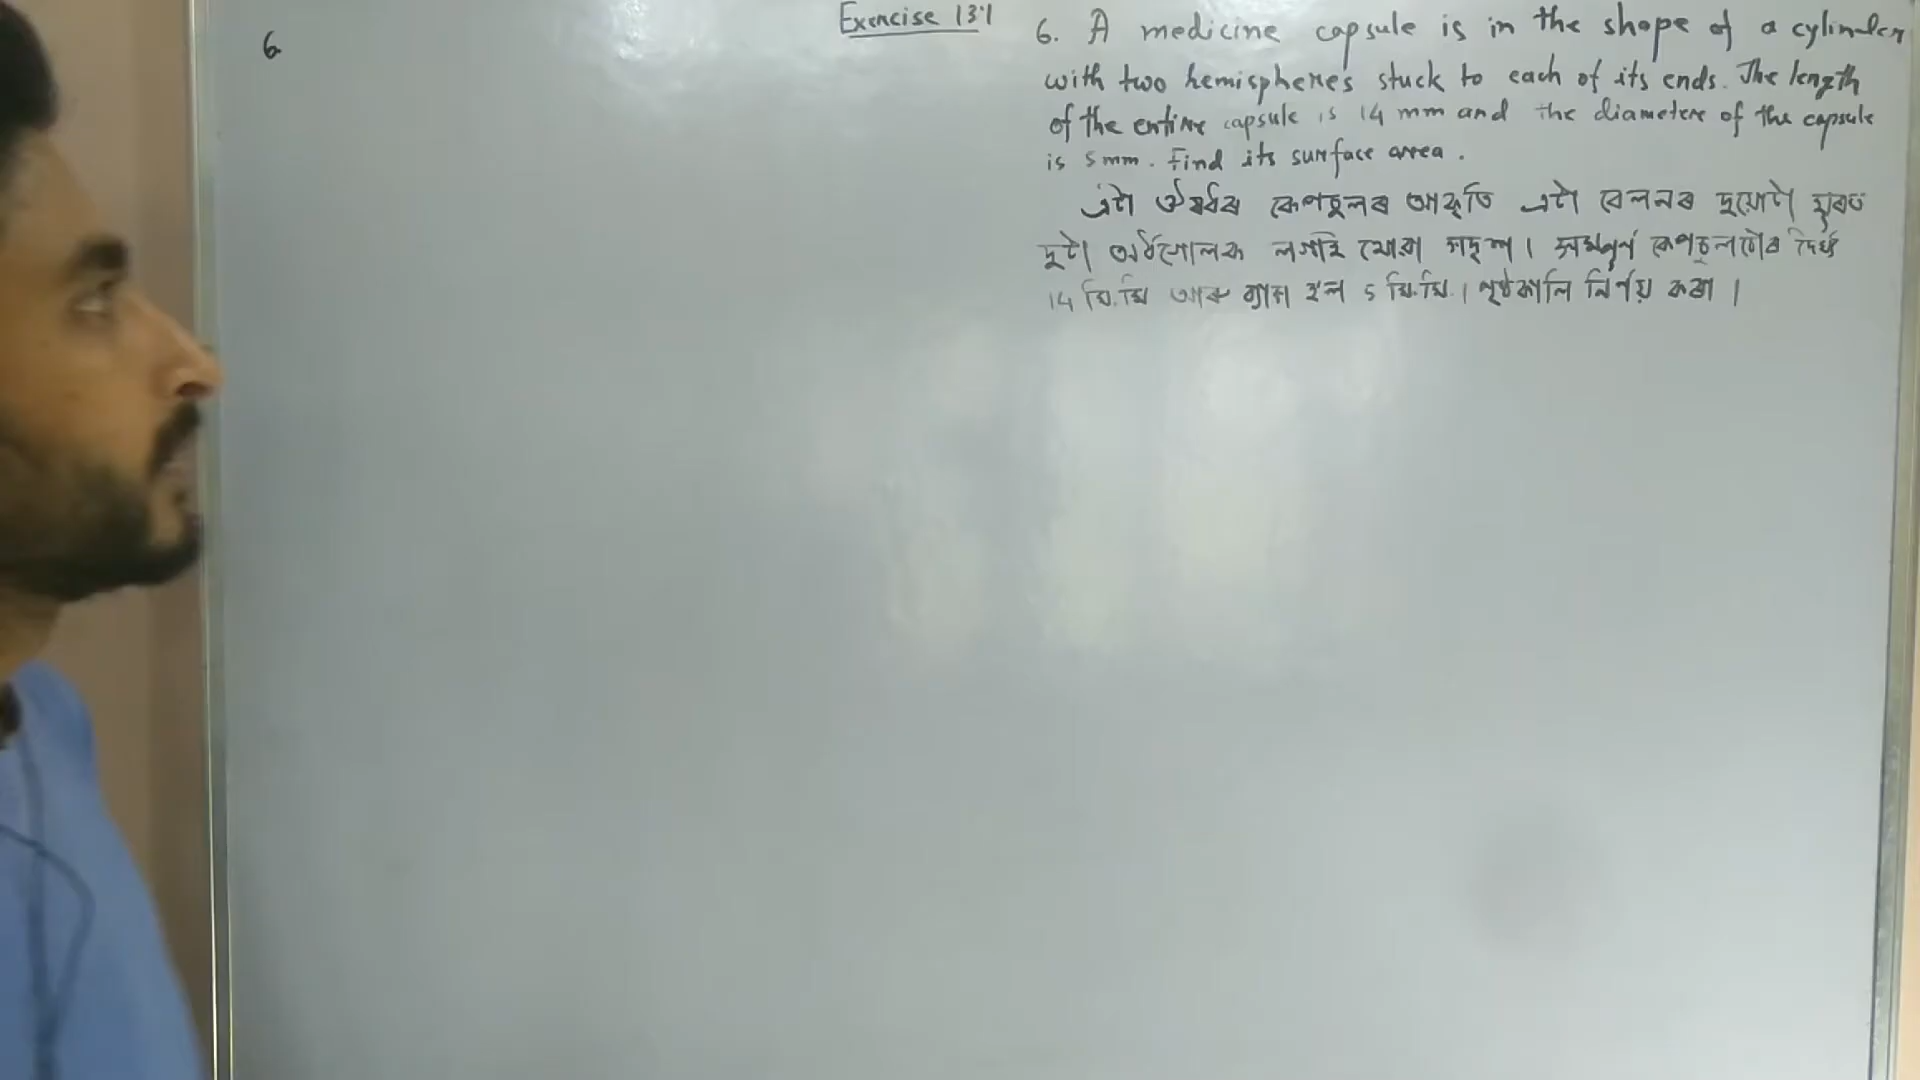 Exercise 13.1
6
6. A medicine capsule is in the shape of a cylinder
with two hemispheres stuck to each of its ends. The length
of the entire capsule is 14 mm and the diameter of the capsule
is 5mm. Find its surface area.
এটা ঔষধৰ কেপচুলৰ আকৃতি এটা বেলনৰ দুয়োটা মূৰত
দুটা অৰ্ধগোলক লগাই থোৱা সদৃশ। সম্পূৰ্ণ কেপচুলটোৰ দৈৰ্ঘ্য
14 মি.মি আৰু ব্যাস হ'ল 5 মি.মি.। পৃষ্ঠকালি নিৰ্ণয় কৰা।